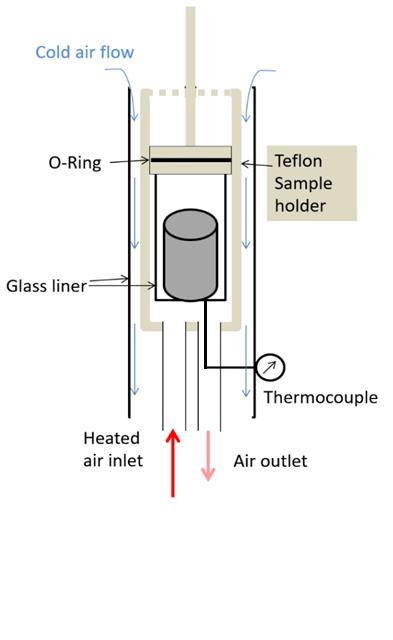 Cold air flow
O-Ring
Teflon
Sample
holder
Glass liner
Thermocouple
Heated
air inlet
Air outlet